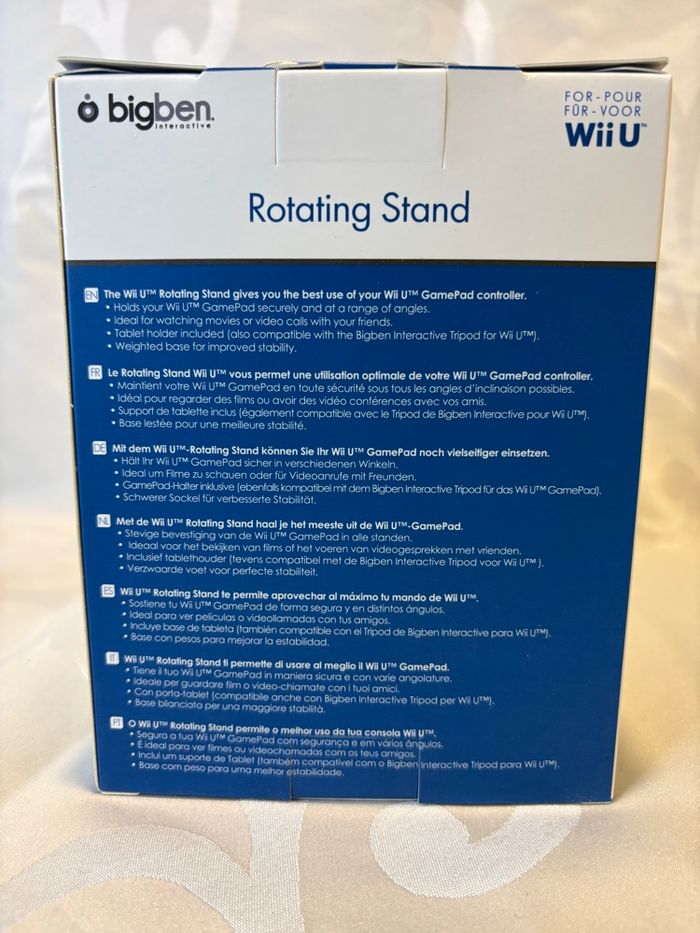 bigben.
interactive
FOR-POUR
FÜR-VOOR
Wii U™
Rotating Stand
EN The Wii U™ Rotating Stand gives you the best use of your Wii U™ GamePad controller.
• Holds your Wii U™ GamePad securely and at a range of angles.
• Ideal for watching movies or video calls with your friends.
• Tablet holder included (also compatible with the Bigben Interactive Tripod for Wii U™).
• Weighted base for improved stability.
FR Le Rotating Stand Wii U™ vous permet une utilisation optimale de votre Wii U™ GamePad controller.
• Maintient votre Wii U™ GamePad en toute sécurité sous tous les angles d'inclinaison possibles.
• Idéal pour regarder des films ou avoir des vidéo conférences avec vos amis.
• Support de tablette inclus (également compatible avec le Tripod de Bigben Interactive pour Wii U™).
• Base lestée pour une meilleure stabilité.
DE Mit dem Wii U™-Rotating Stand können Sie Ihr Wii U™ GamePad noch vielseitiger einsetzen.
• Hält Ihr Wii U™ GamePad sicher in verschiedenen Winkeln.
• Ideal um Filme zu schauen oder für Videoanrufe mit Freunden.
• GamePad-Halter inklusive (ebenfalls kompatibel mit dem Bigben Interactive Tripod für das Wii U™ GamePad).
• Schwerer Sockel für verbesserte Stabilität.
NL Met de Wii U™ Rotating Stand haal je het meeste uit de Wii U™-GamePad.
• Stevige bevestiging van de Wii U™ GamePad in alle standen.
• Ideaal voor het bekijken van films of het voeren van videogesprekken met vrienden.
• Inclusief tablethouder (tevens compatibel met de Bigben Interactive Tripod voor Wii U™ ).
• Verzwaarde voet voor perfecte stabiliteit.
ES Wii U™ Rotating Stand te permite aprovechar al máximo tu mando de Wii U™.
• Sostiene tu Wii U™ GamePad de forma segura y en distintos ángulos.
• Ideal para ver películas o videollamadas con tus amigos.
• Incluye base de tableta (también compatible con el Tripod de Bigben Interactive para Wii U™).
• Base con pesos para mejorar la estabilidad.
IT Wii U™ Rotating Stand ti permette di usare al meglio il Wii U™ GamePad.
• Tiene il tuo Wii U™ GamePad in maniera sicura e con varie angolature.
• Ideale per guardare film o video-chiamate con i tuoi amici.
• Con porta-tablet (compatibile anche con Bigben Interactive Tripod per Wii U™).
• Base bilanciata per una maggiore stabilità.
PT O Wii U™ Rotating Stand permite o melhor uso da tua consola Wii U™.
• Segura a tua Wii U™ GamePad com segurança e em vários ângulos.
• É ideal para ver filmes ou videochamadas com os teus amigos.
• Inclui um suporte de Tablet (também compatível com o Bigben Interactive Tripod para Wii U™).
• Base com peso para uma melhor estabilidade.